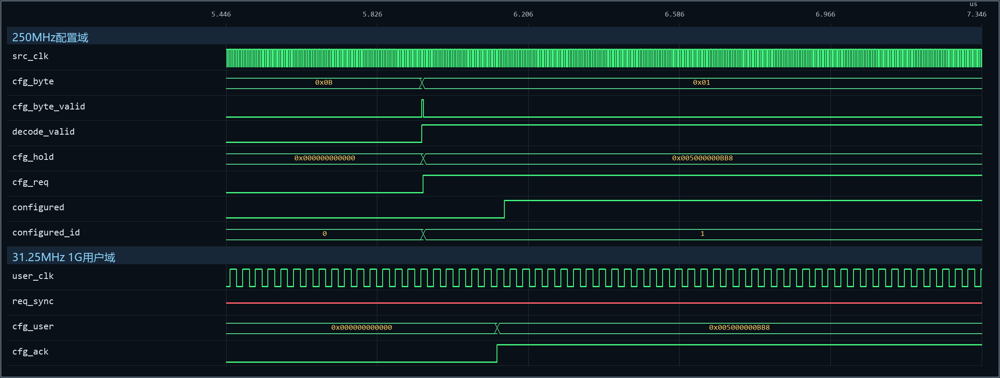 us
5.446 5.826 6.206 6.586 6.966 7.346
250MHz配置域
src_clk
cfg_byte 0x0B 0x01
cfg_byte_valid
decode_valid
cfg_hold 0x000000000000 0x005000000BB8
cfg_req
configured
configured_id 0 1
31.25MHz 1G用户域
user_clk
req_sync
cfg_user 0x000000000000 0x005000000BB8
cfg_ack